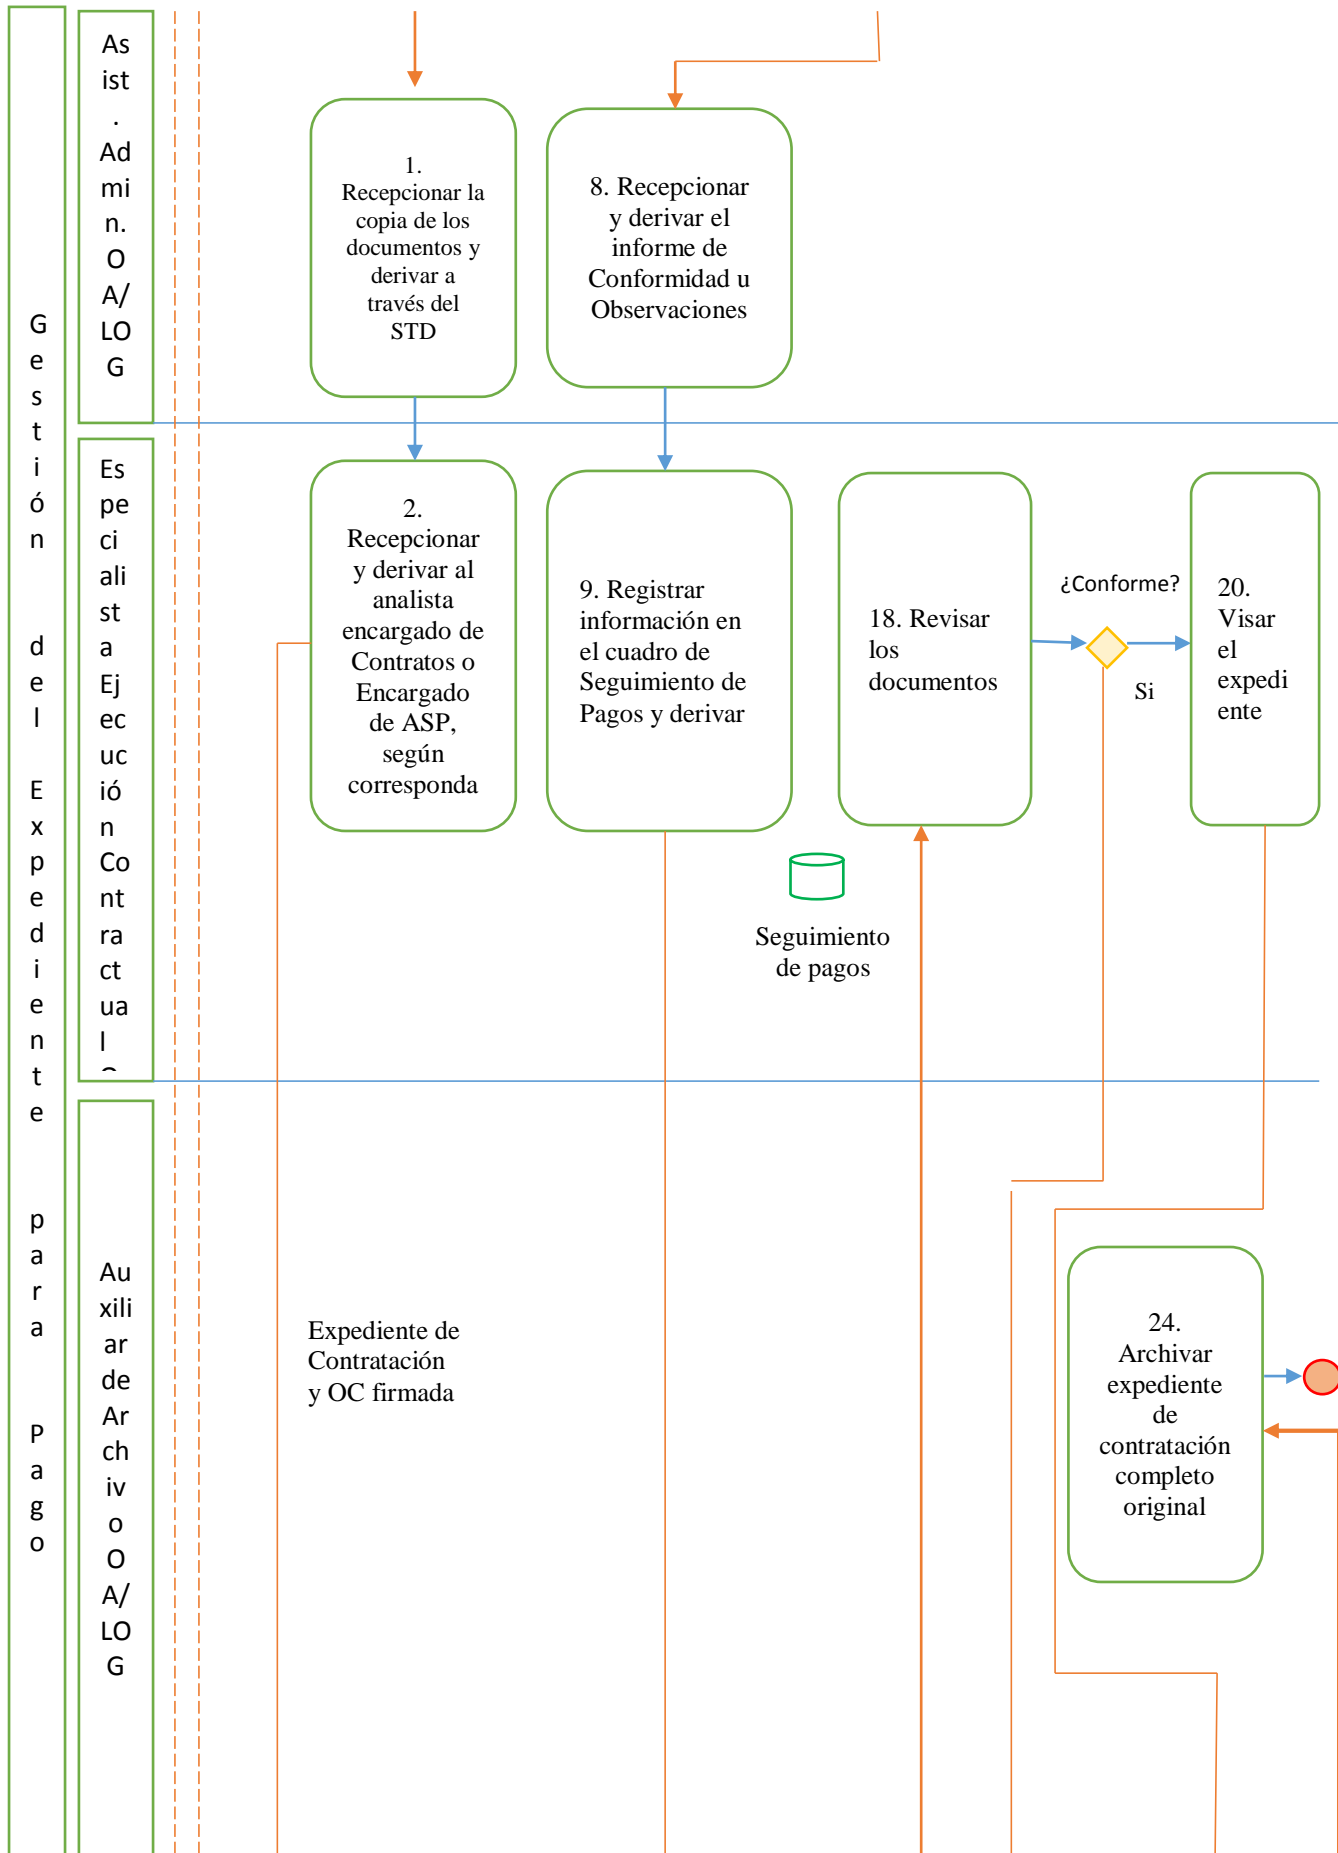 G
e
s
t
i
ó
n
d
e
l
E
x
p
e
d
i
e
n
t
e
p
a
r
a
P
a
g
o
As
ist
.
Ad
mi
n.
O
A/
LO
G
1.
Recepcionar la
copia de los
documentos y
derivar a
través del
STD
8. Recepcionar
y derivar el
informe de
Conformidad u
Observaciones
Es
pe
ci
ali
st
a
Ej
ec
uc
ió
n
Co
nt
ra
ct
ua
l
2.
Recepcionar
y derivar al
analista
encargado de
Contratos o
Encargado
de ASP,
según
corresponda
9. Registrar
información en
el cuadro de
Seguimiento de
Pagos y derivar
Seguimiento
de pagos
18. Revisar
los
documentos
¿Conforme?
Si
20.
Visar
el
expedi
ente
Au
xili
ar
de
Ar
ch
iv
o
O
A/
LO
G
Expediente de
Contratación
y OC firmada
24.
Archivar
expediente
de
contratación
completo
original